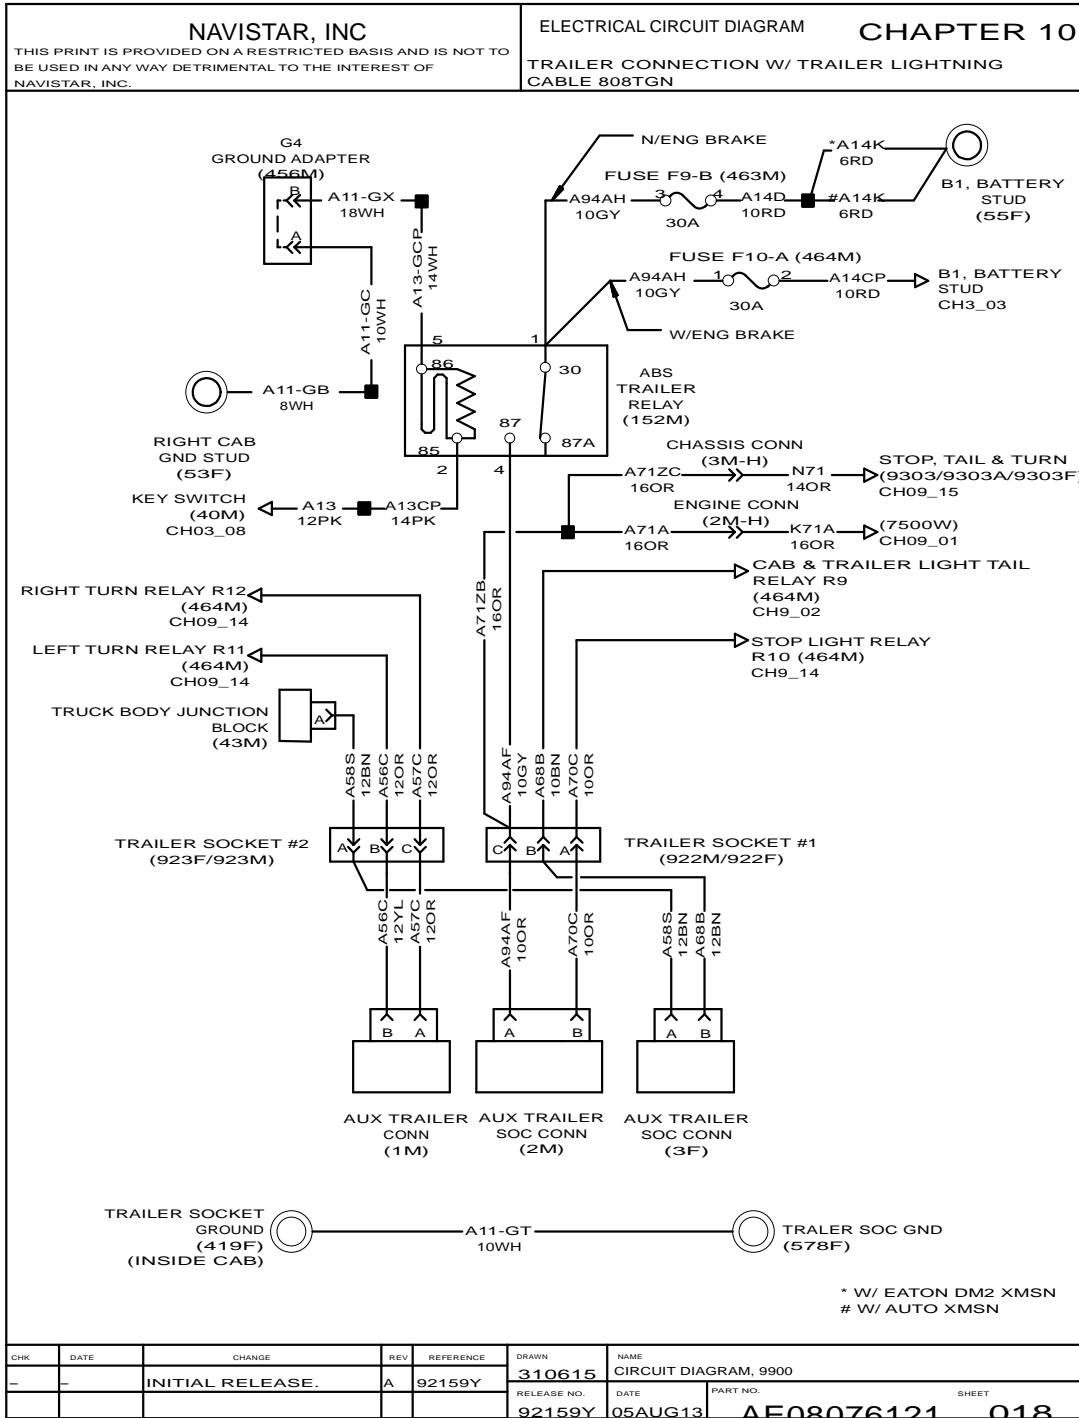 NAVISTAR, INC
THIS PRINT IS PROVIDED ON A RESTRICTED BASIS AND IS NOT TO
BE USED IN ANY WAY DETRIMENTAL TO THE INTEREST OF
NAVISTAR, INC.
ELECTRICAL CIRCUIT DIAGRAM
CHAPTER 10
TRAILER CONNECTION W/ TRAILER LIGHTNING
CABLE 808TGN
G4
GROUND ADAPTER
(456M)
B
A
A11-GX
18WH
A13-GCP
14WH
A11-GC
10WH
A11-GB
8WH
RIGHT CAB
GND STUD
(53F)
N/ENG BRAKE
*A14K
6RD
FUSE F9-B (463M)
A94AH
10GY
3
4
30A
A14D
10RD
#A14K
6RD
B1, BATTERY
STUD
(55F)
FUSE F10-A (464M)
A94AH
10GY
1
2
30A
A14CP
10RD
B1, BATTERY
STUD
CH3_03
W/ENG BRAKE
5
1
86
30
87
87A
85
2
4
ABS
TRAILER
RELAY
(152M)
KEY SWITCH
(40M)
CH03_08
A13
12PK
A13CP
14PK
CHASSIS CONN
(3M-H)
A71ZC
16OR
N71
14OR
STOP, TAIL & TURN
(9303/9303A/9303F)
CH09_15
ENGINE CONN
(2M-H)
A71A
16OR
K71A
16OR
(7500W)
CH09_01
CAB & TRAILER LIGHT TAIL
RELAY R9
(464M)
CH9_02
RIGHT TURN RELAY R12
(464M)
CH09_14
A71ZB
16OR
STOP LIGHT RELAY
R10 (464M)
CH9_14
LEFT TURN RELAY R11
(464M)
CH09_14
TRUCK BODY JUNCTION
BLOCK
(43M)
A
A58S
12BN
A56C
12OR
A57C
12OR
A94AF
10GY
A68B
10BN
A70C
10OR
TRAILER SOCKET #2
(923F/923M)
A
B
C
C
B
A
TRAILER SOCKET #1
(922M/922F)
A56C
12YL
A57C
12OR
A94AF
10OR
A70C
10OR
A58S
12BN
A68B
12BN
B
A
A
B
A
B
AUX TRAILER
CONN
(1M)
AUX TRAILER
SOC CONN
(2M)
AUX TRAILER
SOC CONN
(3F)
TRAILER SOCKET
GROUND
(419F)
(INSIDE CAB)
A11-GT
10WH
TRALER SOC GND
(578F)
* W/ EATON DM2 XMSN
# W/ AUTO XMSN
CHK
DATE
CHANGE
REV
REFERENCE
–
–
INITIAL RELEASE.
A
92159Y
DRAWN
310615
NAME
CIRCUIT DIAGRAM, 9900
RELEASE NO.
92159Y
DATE
05AUG13
PART NO.
AE08076121
SHEET
018